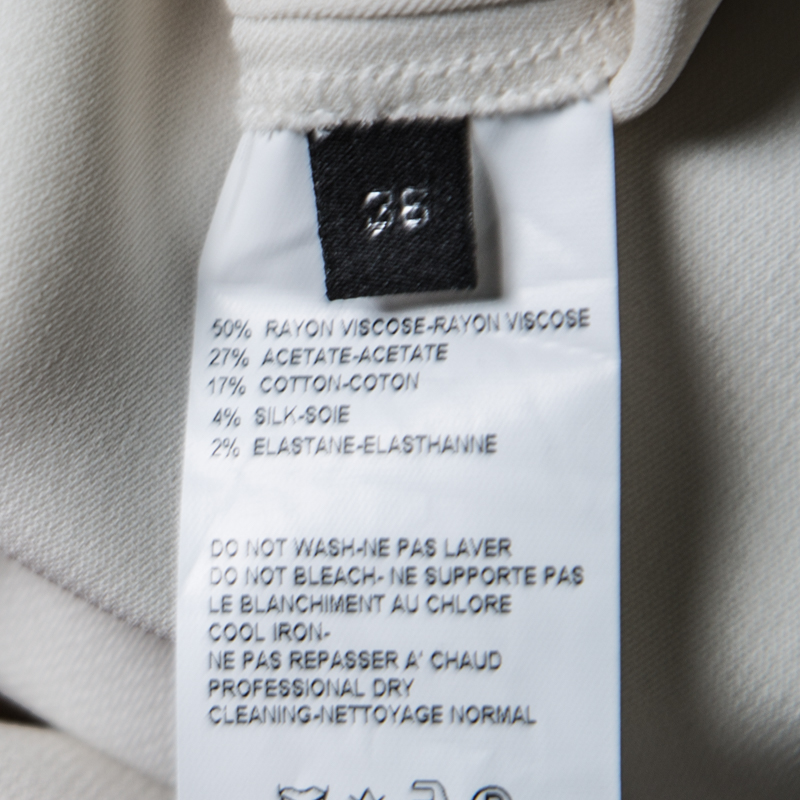 36
50% RAYON VISCOSE-RAYON VISCOSE
27% ACETATE-ACETATE
17% COTTON-COTON
4% SILK-SOIE
2% ELASTANE-ELASTHANNE
DO NOT WASH-NE PAS LAVER
DO NOT BLEACH- NE SUPPORTE PAS
LE BLANCHIMENT AU CHLORE
COOL IRON-
NE PAS REPASSER A' CHAUD
PROFESSIONAL DRY
CLEANING-NETTOYAGE NORMAL